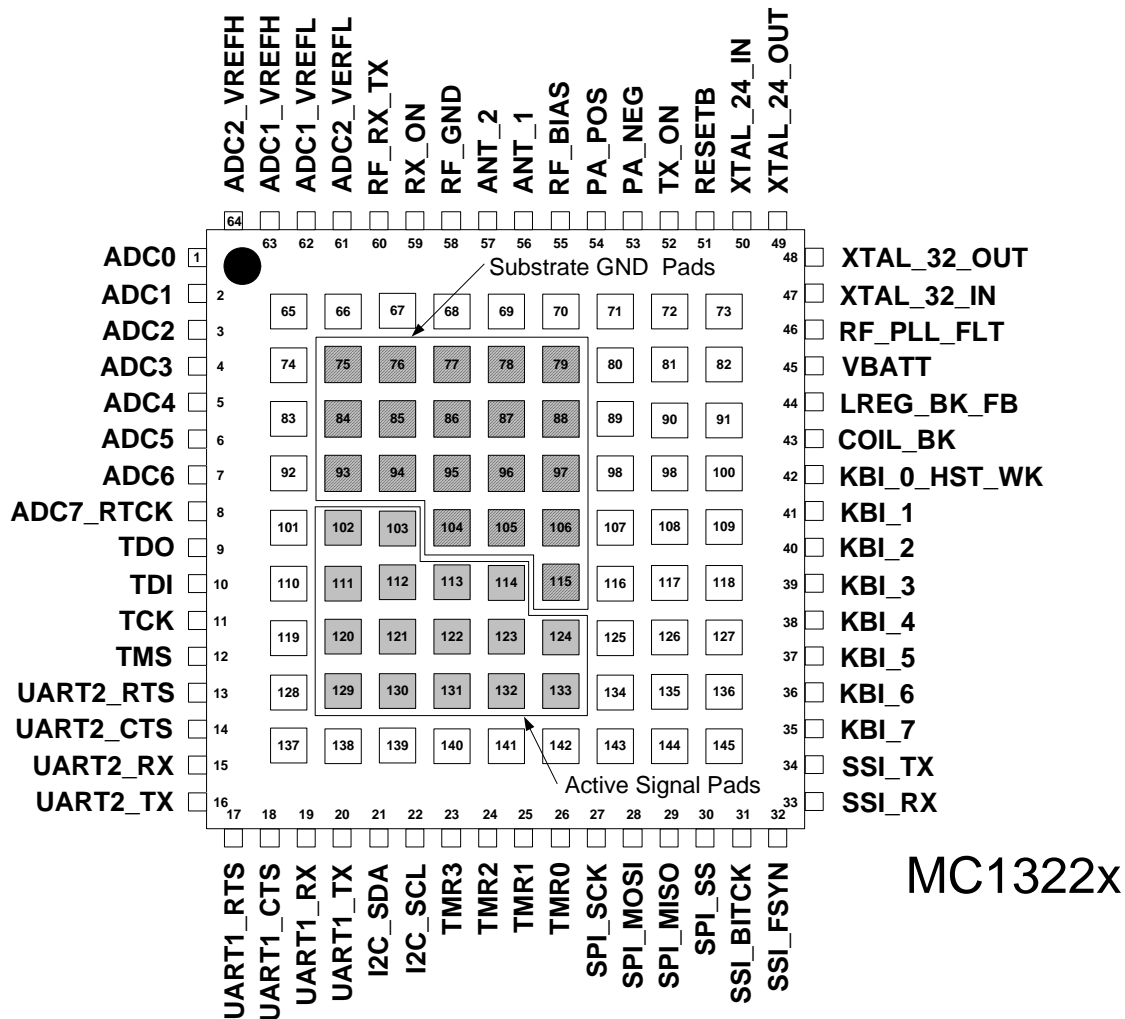 ADC2_VREFH
ADC1_VREFH
ADC1_VREFL
ADC2_VERFL
RF_RX_TX
RX_ON
RF_GND
ANT_2
ANT_1
RF_BIAS
PA_POS
PA_NEG
TX_ON
RESETB
XTAL_24_IN
XTAL_24_OUT
64 63 62 61 60 59 58 57 56 55 54 53 52 51 50 49
ADC0 1
ADC1 2
ADC2 3
ADC3 4
ADC4 5
ADC5 6
ADC6 7
ADC7_RTCK 8
TDO 9
TDI 10
TCK 11
TMS 12
UART2_RTS 13
UART2_CTS 14
UART2_RX 15
UART2_TX 16
Substrate GND Pads
65 66 67 68 69 70 71 72 73
74 75 76 77 78 79 80 81 82
83 84 85 86 87 88 89 90 91
92 93 94 95 96 97 98 98 100
101 102 103 104 105 106 107 108 109
110 111 112 113 114 115 116 117 118
119 120 121 122 123 124 125 126 127
128 129 130 131 132 133 134 135 136
137 138 139 140 141 142 143 144 145
Active Signal Pads
48 XTAL_32_OUT
47 XTAL_32_IN
46 RF_PLL_FLT
45 VBATT
44 LREG_BK_FB
43 COIL_BK
42 KBI_0_HST_WK
41 KBI_1
40 KBI_2
39 KBI_3
38 KBI_4
37 KBI_5
36 KBI_6
35 KBI_7
34 SSI_TX
33 SSI_RX
17 18 19 20 21 22 23 24 25 26 27 28 29 30 31 32
UART1_RTS
UART1_CTS
UART1_RX
UART1_TX
I2C_SDA
I2C_SCL
TMR3
TMR2
TMR1
TMR0
SPI_SCK
SPI_MOSI
SPI_MISO
SPI_SS
SSI_BITCK
SSI_FSYN
MC1322x